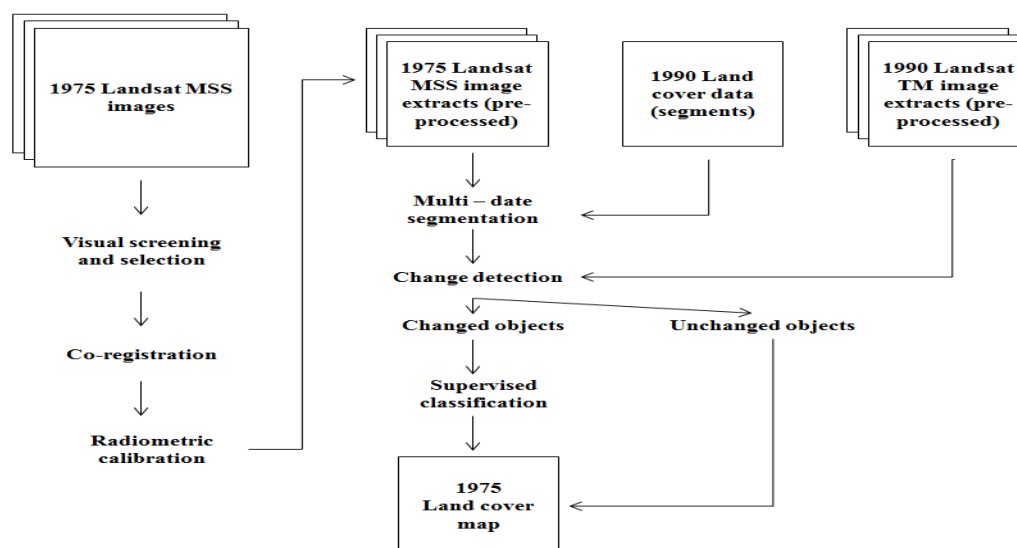 1975 Landsat MSS
images
Visual screening
and selection
Co-registration
Radiometric
calibration
1975 Landsat
MSS image
extracts (pre-
processed)
1990 Land
cover data
(segments)
1990 Landsat
TM image
extracts (pre-
processed)
Multi – date
segmentation
Change detection
Changed objects
Unchanged objects
Supervised
classification
1975
Land cover
map